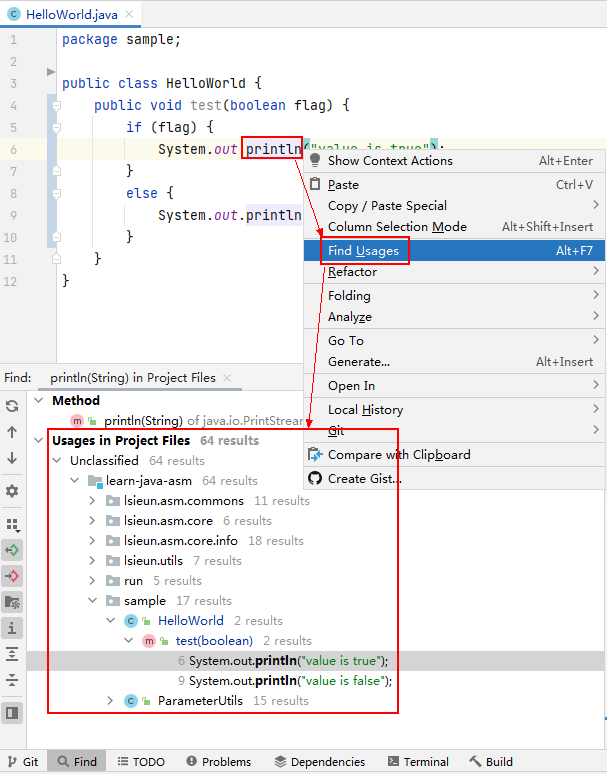 HelloWorld.java
1 package sample;
2
3 public class HelloWorld {
4 public void test(boolean flag) {
5 if (flag) {
6 System.out.println("value is true");
7 }
8 else {
9 System.out.println
10 }
11 }
12 }
Show Context Actions Alt+Enter
Paste Ctrl+V
Copy / Paste Special
Column Selection Mode Alt+Shift+Insert
Find Usages Alt+F7
Refactor
Folding
Analyze
Go To
Generate... Alt+Insert
Open In
Local History
Git
Compare with Clipboard
Create Gist...
Find: println(String) in Project Files
Method
m println(String) of java.io.PrintStream
Usages in Project Files 64 results
Unclassified 64 results
learn-java-asm 64 results
lsieun.asm.commons 11 results
lsieun.asm.core 6 results
lsieun.asm.core.info 18 results
lsieun.utils 7 results
run 5 results
sample 17 results
C HelloWorld 2 results
m test(boolean) 2 results
6 System.out.println("value is true");
9 System.out.println("value is false");
C ParameterUtils 15 results
Git Find TODO Problems Dependencies Terminal Build